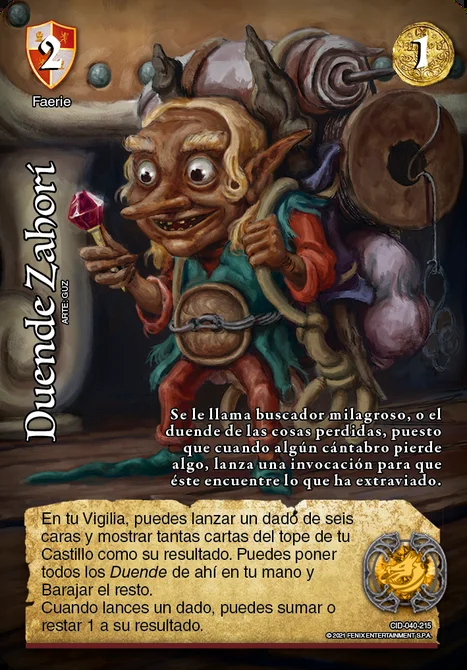 2
1
Faerie
Duende Zahorí
ARTE: GUZ
Se le llama buscador milagroso, o el
duende de las cosas perdidas, puesto
que cuando algún cántabro pierde
algo, lanza una invocación para que
éste encuentre lo que ha extraviado.
En tu Vigilia, puedes lanzar un dado de seis
caras y mostrar tantas cartas del tope de tu
Castillo como su resultado. Puedes poner
todos los Duende de ahí en tu mano y
Barajar el resto.
Cuando lances un dado, puedes sumar o
restar 1 a su resultado.
CID-040-215
© 2021 FENIX ENTERTAINMENT S.P.A.